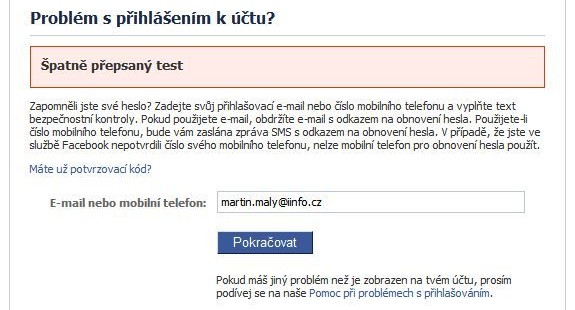 Problém s přihlášením k účtu?
Špatně přepsaný test
Zapomněli jste své heslo? Zadejte svůj přihlašovací e-mail nebo číslo mobilního telefonu a vyplňte text
bezpečnostní kontroly. Pokud použijete e-mail, obdržíte e-mail s odkazem na obnovení hesla. Použijete-li
číslo mobilního telefonu, bude vám zaslána zpráva SMS s odkazem na obnovení hesla. V případě, že jste ve
službě Facebook nepotvrdili číslo svého mobilního telefonu, nelze mobilní telefon pro obnovení hesla použít.
Máte už potvrzovací kód?
E-mail nebo mobilní telefon: martin.maly@iinfo.cz
Pokračovat
Pokud máš jiný problém než je zobrazen na tvém účtu, prosím
podívej se na naše Pomoc při problémech s přihlašováním.